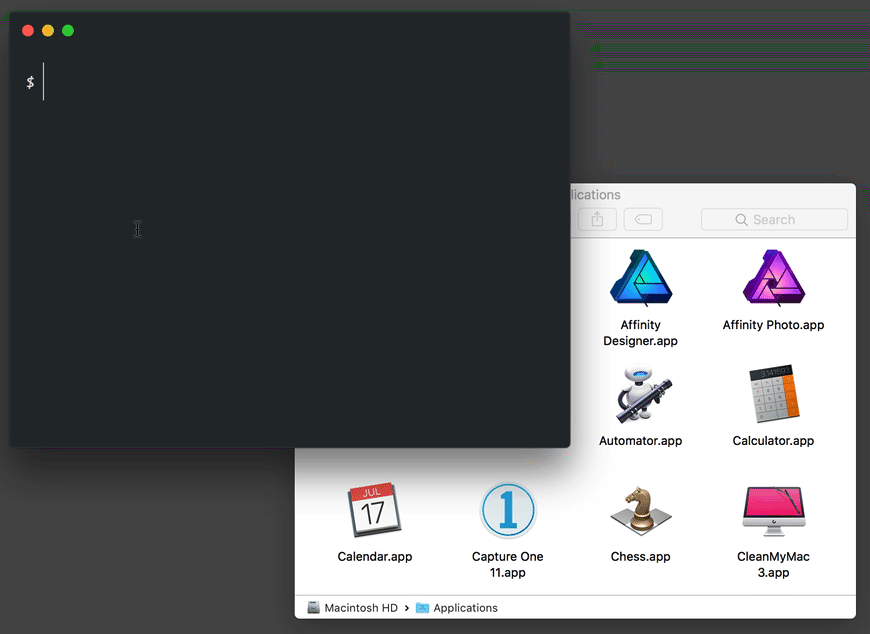 $
lications
Search
Affinity
Designer.app
Affinity Photo.app
Automator.app
Calculator.app
JUL
17
1
Calendar.app
Capture One
11.app
Chess.app
CleanMyMac
3.app
Macintosh HD › Applications